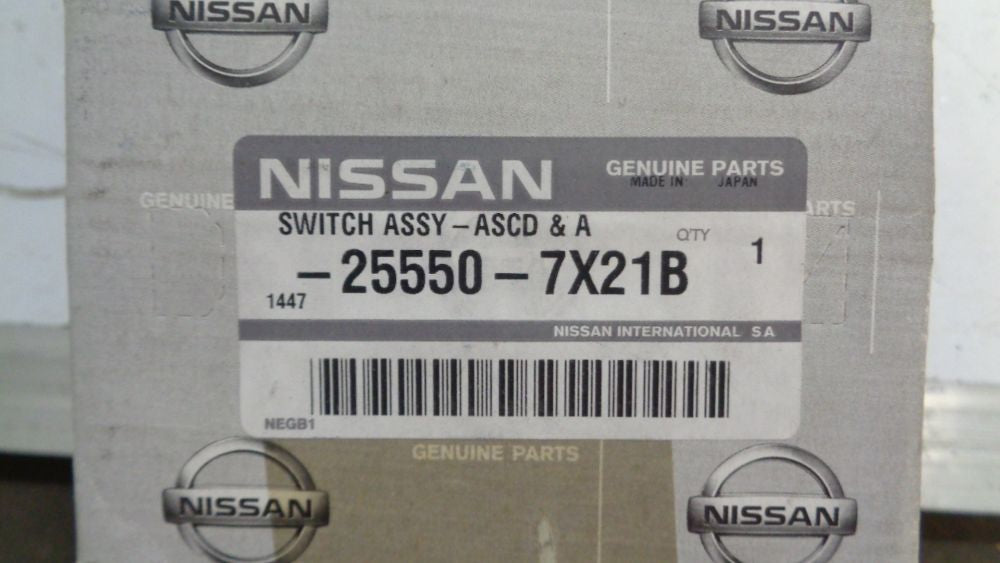 NISSAN NISSAN
NISSAN GENUINE PARTS
MADE IN JAPAN
GENUINE
ARTS
SWITCH ASSY – ASCD & A
Q'TY 1
– 25550 – 7X21B
1447
NISSAN INTERNATIONAL SA
NEGB1
GENUINE PARTS
NISSAN NISSAN